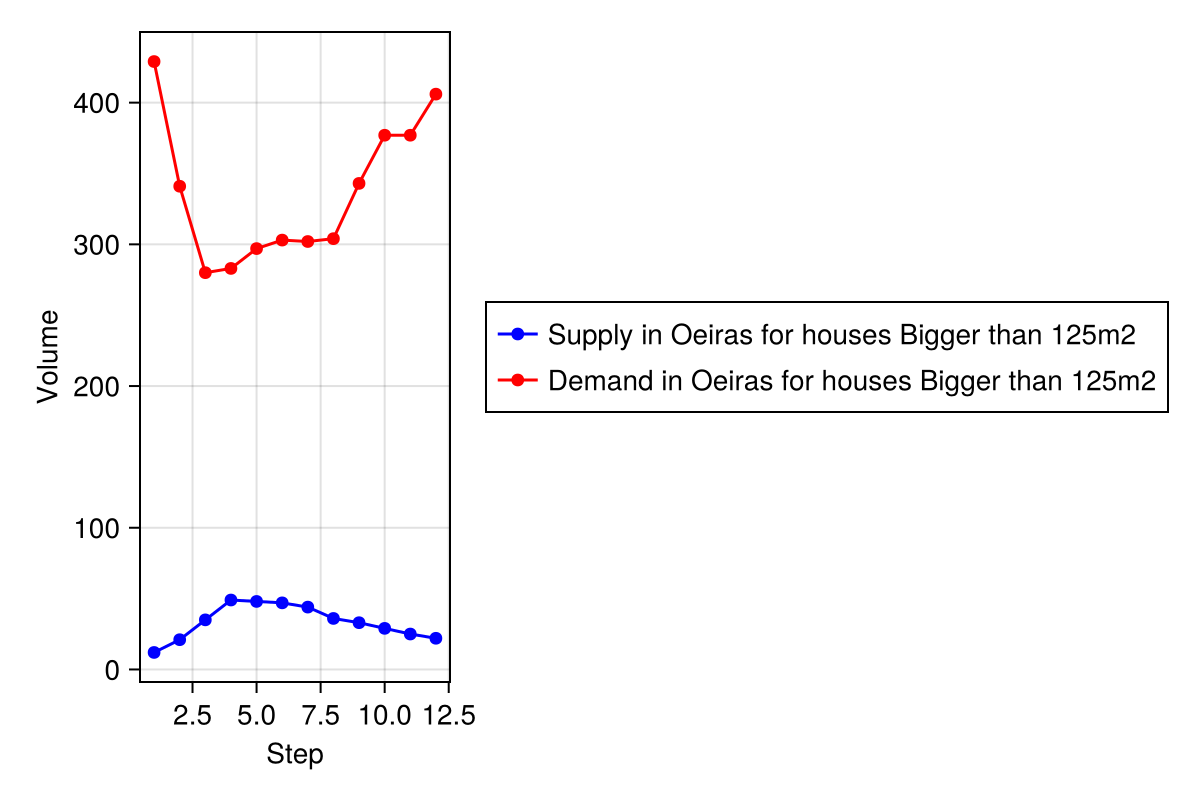 Volume
400
300
200
100
0
2.5 5.0 7.5 10.0 12.5
Step
Supply in Oeiras for houses Bigger than 125m2
Demand in Oeiras for houses Bigger than 125m2